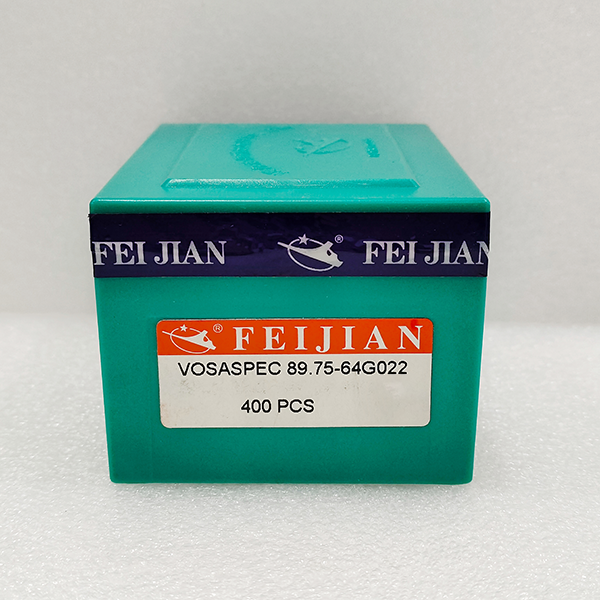 FEI JIAN ® FEI JIAN
® FEIJIAN
VOSASPEC 89.75-64G022
400 PCS